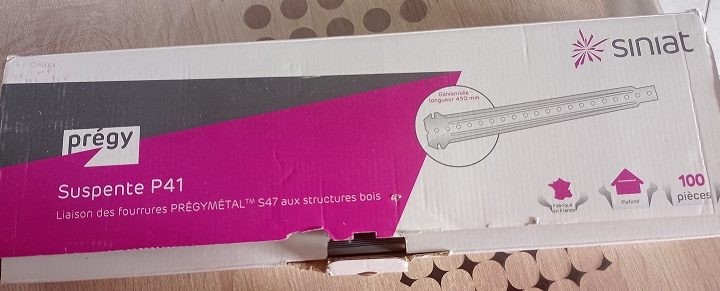 siniat
Galvanisée
longueur 450 mm
prégy
Suspente P41
Liaison des fourrures PRÉGYMÉTAL™ S47 aux structures bois
Fabriqué
en France
Plafond
100
pièces